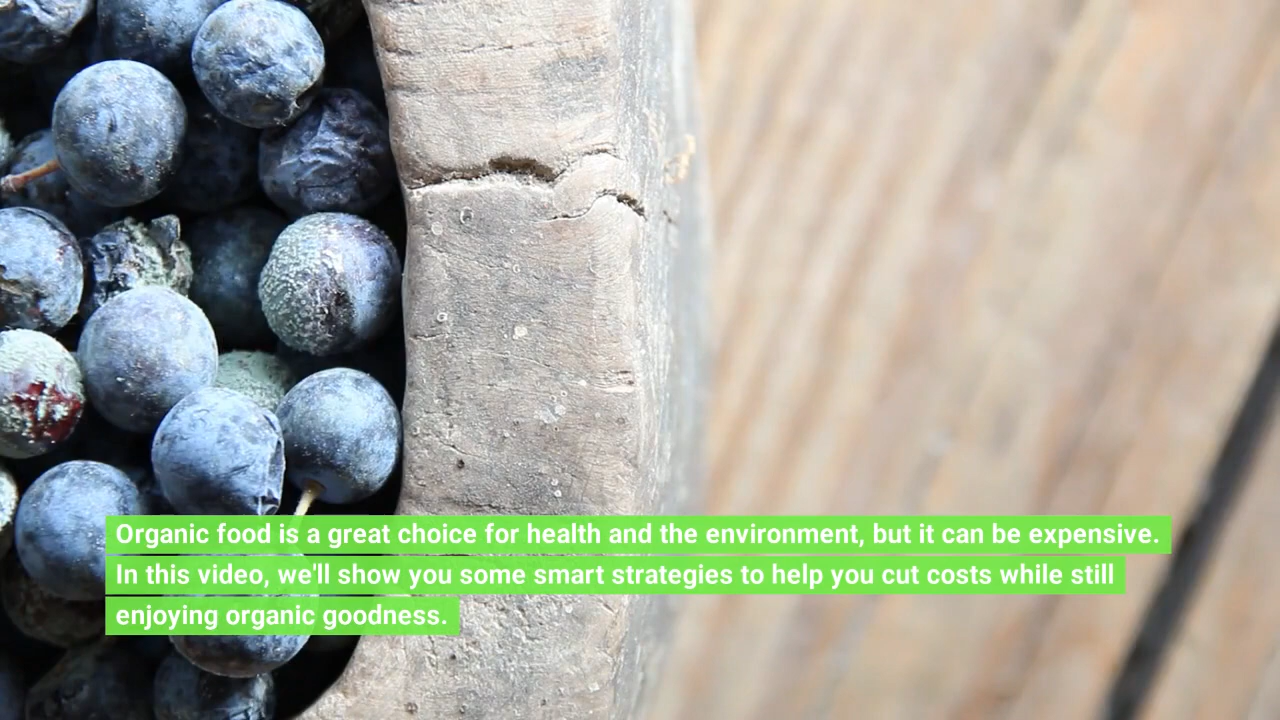 Organic food is a great choice for health and the environment, but it can be expensive.
In this video, we'll show you some smart strategies to help you cut costs while still
enjoying organic goodness.